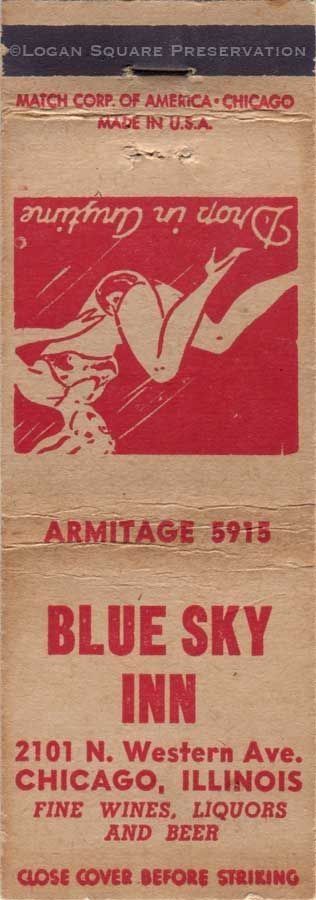 ©LOGAN SQUARE PRESERVATION
MATCH CORP. OF AMERICA • CHICAGO
MADE IN U.S.A.
Drop in Anytime
ARMITAGE 5915
BLUE SKY
INN
2101 N. Western Ave.
CHICAGO, ILLINOIS
FINE WINES, LIQUORS
AND BEER
CLOSE COVER BEFORE STRIKING